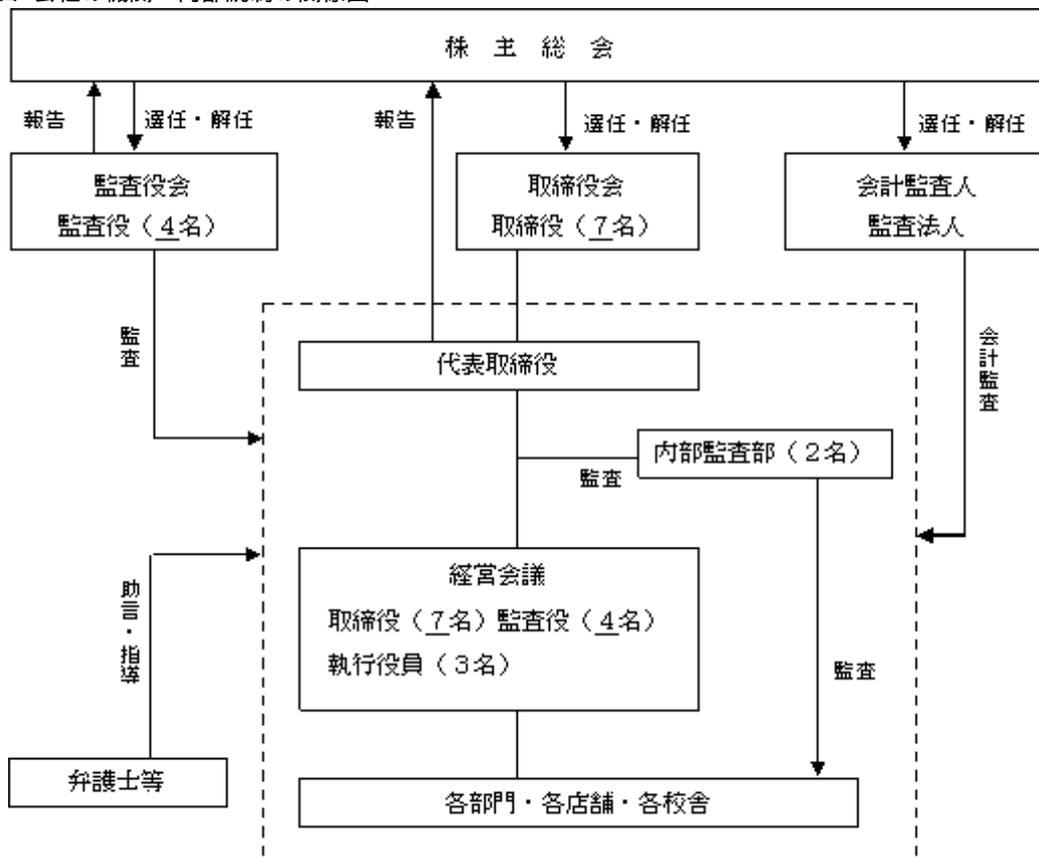 株 主 総 会
報告
選任・解任
報告
選任・解任
選任・解任
監査役会
監査役（4名）
取締役会
取締役（7名）
会計監査人
監査法人
監査
会計監査
代表取締役
内部監査部（2名）
監査
経営会議
取締役（7名）監査役（4名）
執行役員（3名）
助言・指導
監査
弁護士等
各部門・各店舗・各校舎